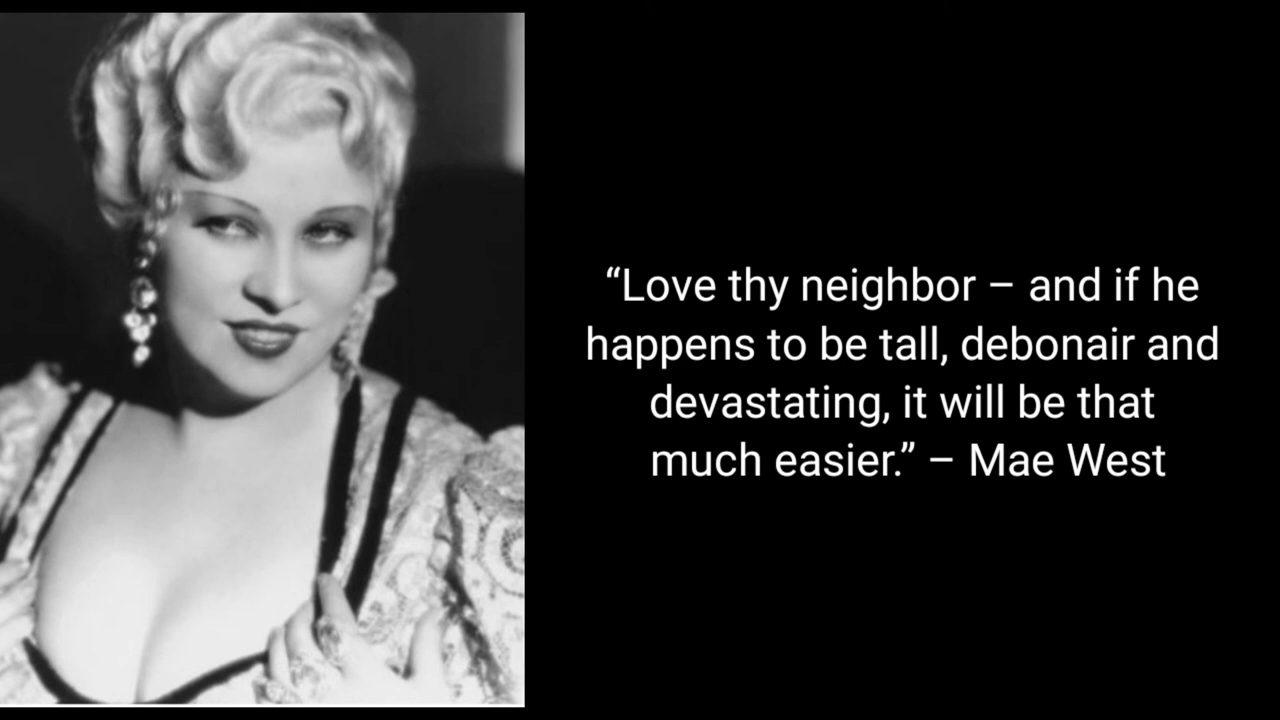 “Love thy neighbor – and if he
happens to be tall, debonair and
devastating, it will be that
much easier.” – Mae West